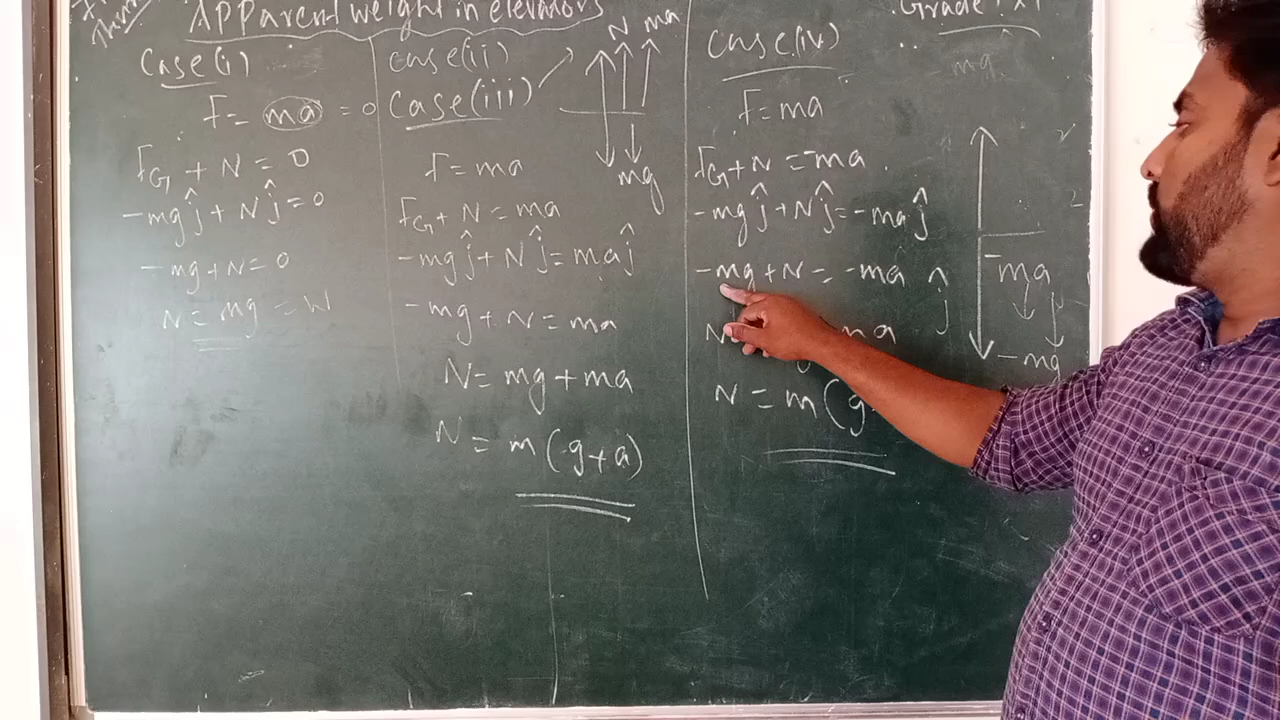 Apparent weight in elevators
Grade: XI
Case(i)
F = ma = 0
FG + N = 0
-mg ĵ + N ĵ = 0
-mg + N = 0
N = mg = W
case(ii)
case(iii)
F = ma
FG + N = ma
-mg ĵ + N ĵ = ma ĵ
-mg + N = ma
N = mg + ma
N = m(g+a)
N ma
mg
case(iv)
F = ma
FG + N = -ma
-mg ĵ + N ĵ = -ma ĵ
-mg + N = -ma ĵ
N ma
N = m(g
mg
-ma
-mg